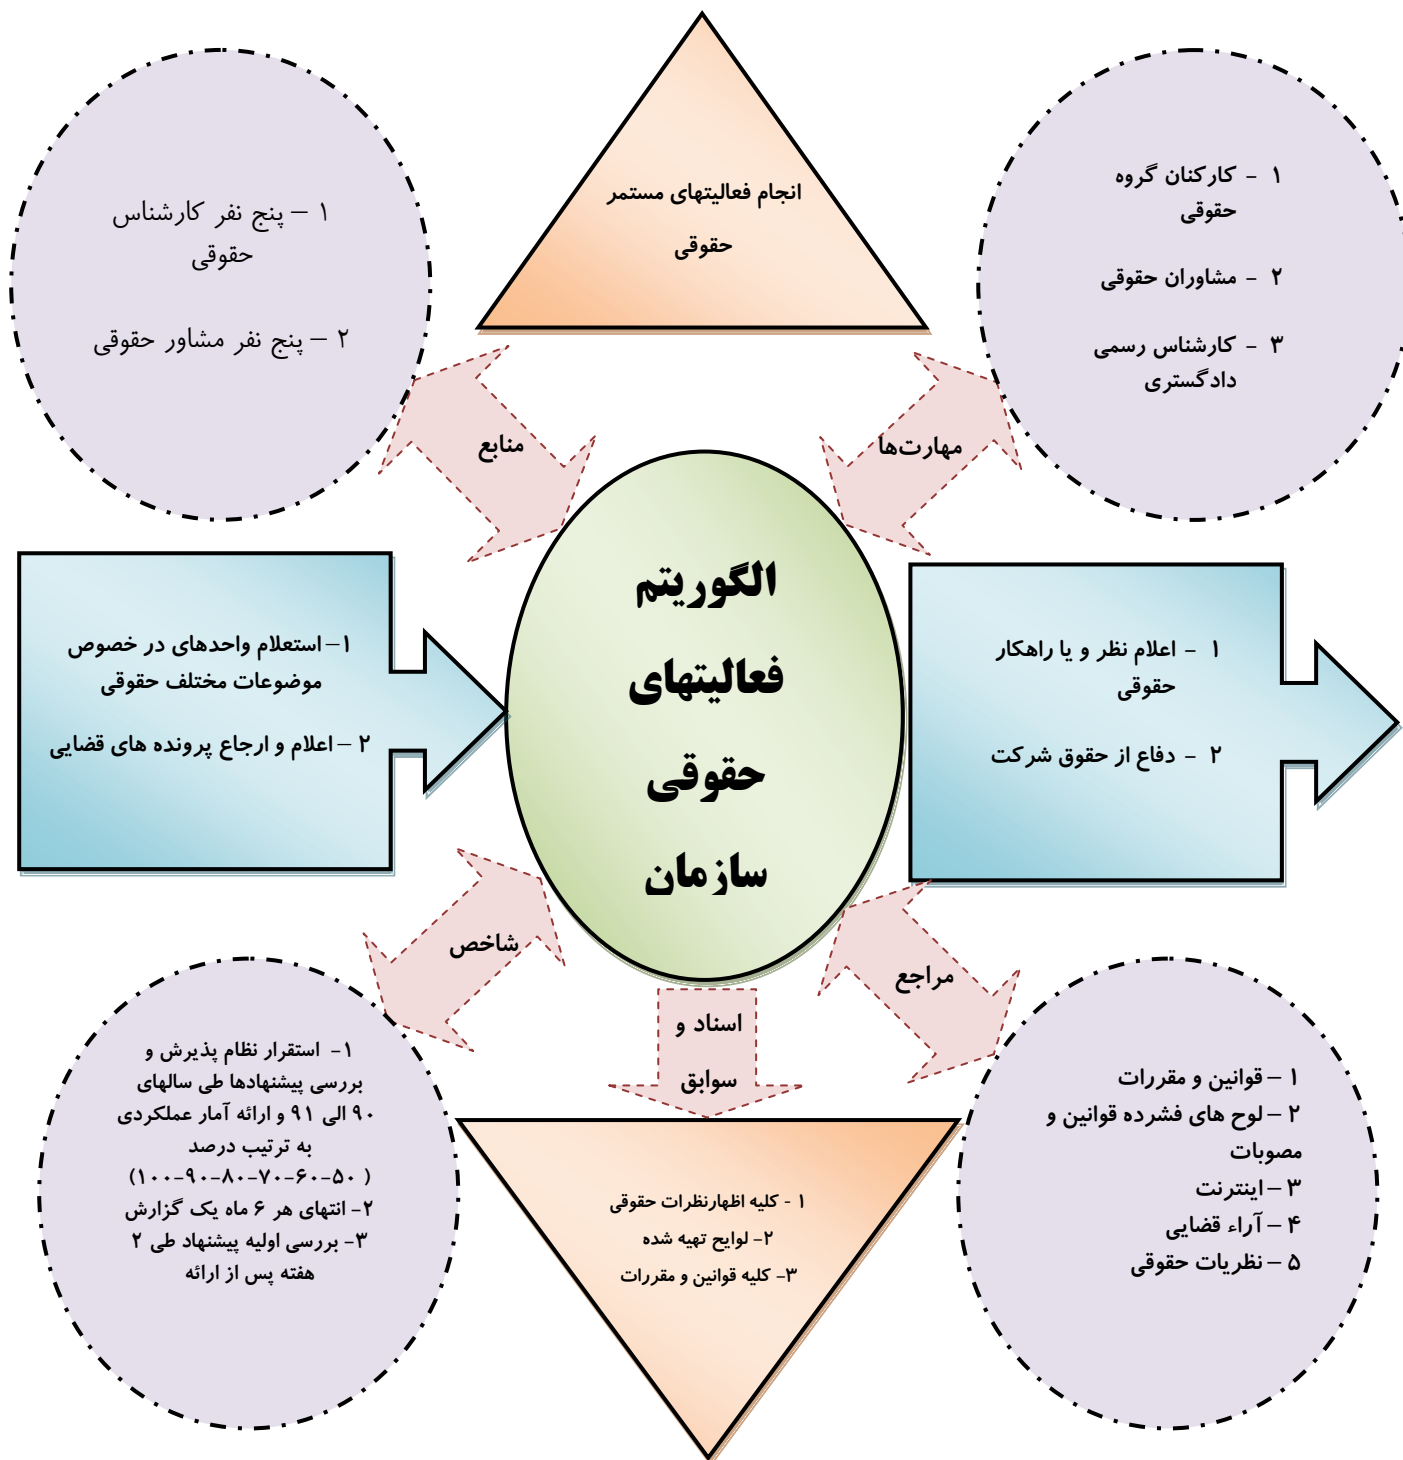 انجام فعالیتهای مستمر
حقوقی
۱ - کارکنان گروه
حقوقی
۲ - مشاوران حقوقی
۳ - کارشناس رسمی
دادگستری
۱ – پنج نفر کارشناس
حقوقی
۲ – پنج نفر مشاور حقوقی
مهارت‌ها
منابع
الگوریتم
فعالیتهای
حقوقی
سازمان
۱ - اعلام نظر و یا راهکار
حقوقی
۲ - دفاع از حقوق شرکت
۱– استعلام واحدهای در خصوص
موضوعات مختلف حقوقی
۲ – اعلام و ارجاع پرونده های قضایی
مراجع
اسناد و
سوابق
شاخص
۱ – قوانین و مقررات
۲ – لوح های فشرده قوانین و
مصوبات
۳ – اینترنت
۴ – آراء قضایی
۵ – نظریات حقوقی
۱ - کلیه اظهارنظرات حقوقی
۲- لوایح تهیه شده
۳- کلیه قوانین و مقررات
۱- استقرار نظام پذیرش و
بررسی پیشنهادها طی سالهای
۹۰ الی ۹۱ و ارائه آمار عملکردی
به ترتیب درصد
( ۵۰-۶۰-۷۰-۸۰-۹۰-۱۰۰)
۲- انتهای هر ۶ ماه یک گزارش
۳- بررسی اولیه پیشنهاد طی ۲
هفته پس از ارائه